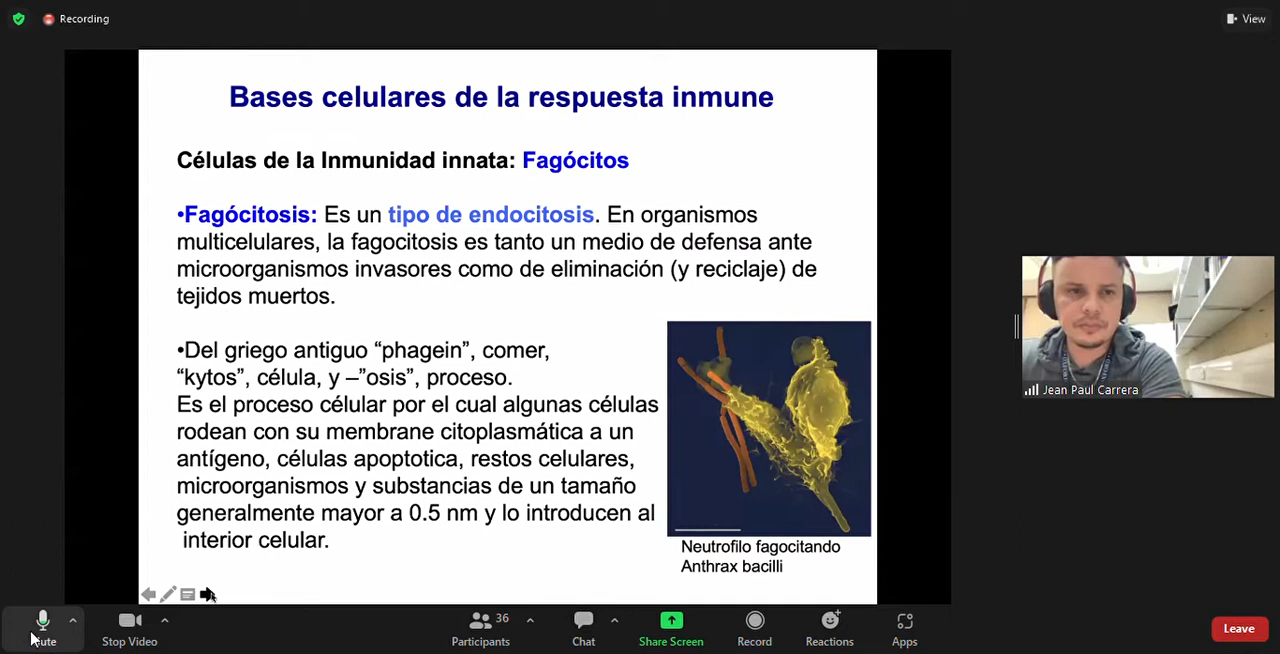 Recording
View
Bases celulares de la respuesta inmune
Células de la Inmunidad innata: Fagócitos
•Fagócitosis: Es un tipo de endocitosis. En organismos
multicelulares, la fagocitosis es tanto un medio de defensa ante
microorganismos invasores como de eliminación (y reciclaje) de
tejidos muertos.
•Del griego antiguo “phagein”, comer,
“kytos”, célula, y –”osis”, proceso.
Es el proceso célular por el cual algunas células
rodean con su membrane citoplasmática a un
antígeno, células apoptotica, restos celulares,
microorganismos y substancias de un tamaño
generalmente mayor a 0.5 nm y lo introducen al
interior celular.
Neutrofilo fagocitando
Anthrax bacilli
Jean Paul Carrera
Stop Video
36
Participants
Chat
Share Screen
Record
Reactions
Apps
Leave